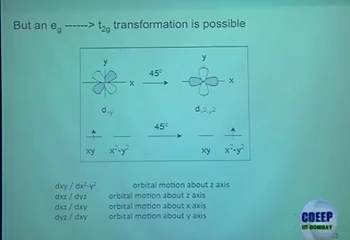 But an eg ------> t2g transformation is possible
y y
x 45° x
dxy dx2-y2
45°
xy x²-y² xy x²-y²
dxy / dx²-y² orbital motion about z axis
dxz / dyz orbital motion about z axis
dxz / dxy orbital motion about x axis
dyz / dxy orbital motion about y axis
CDEEP
IIT BOMBAY